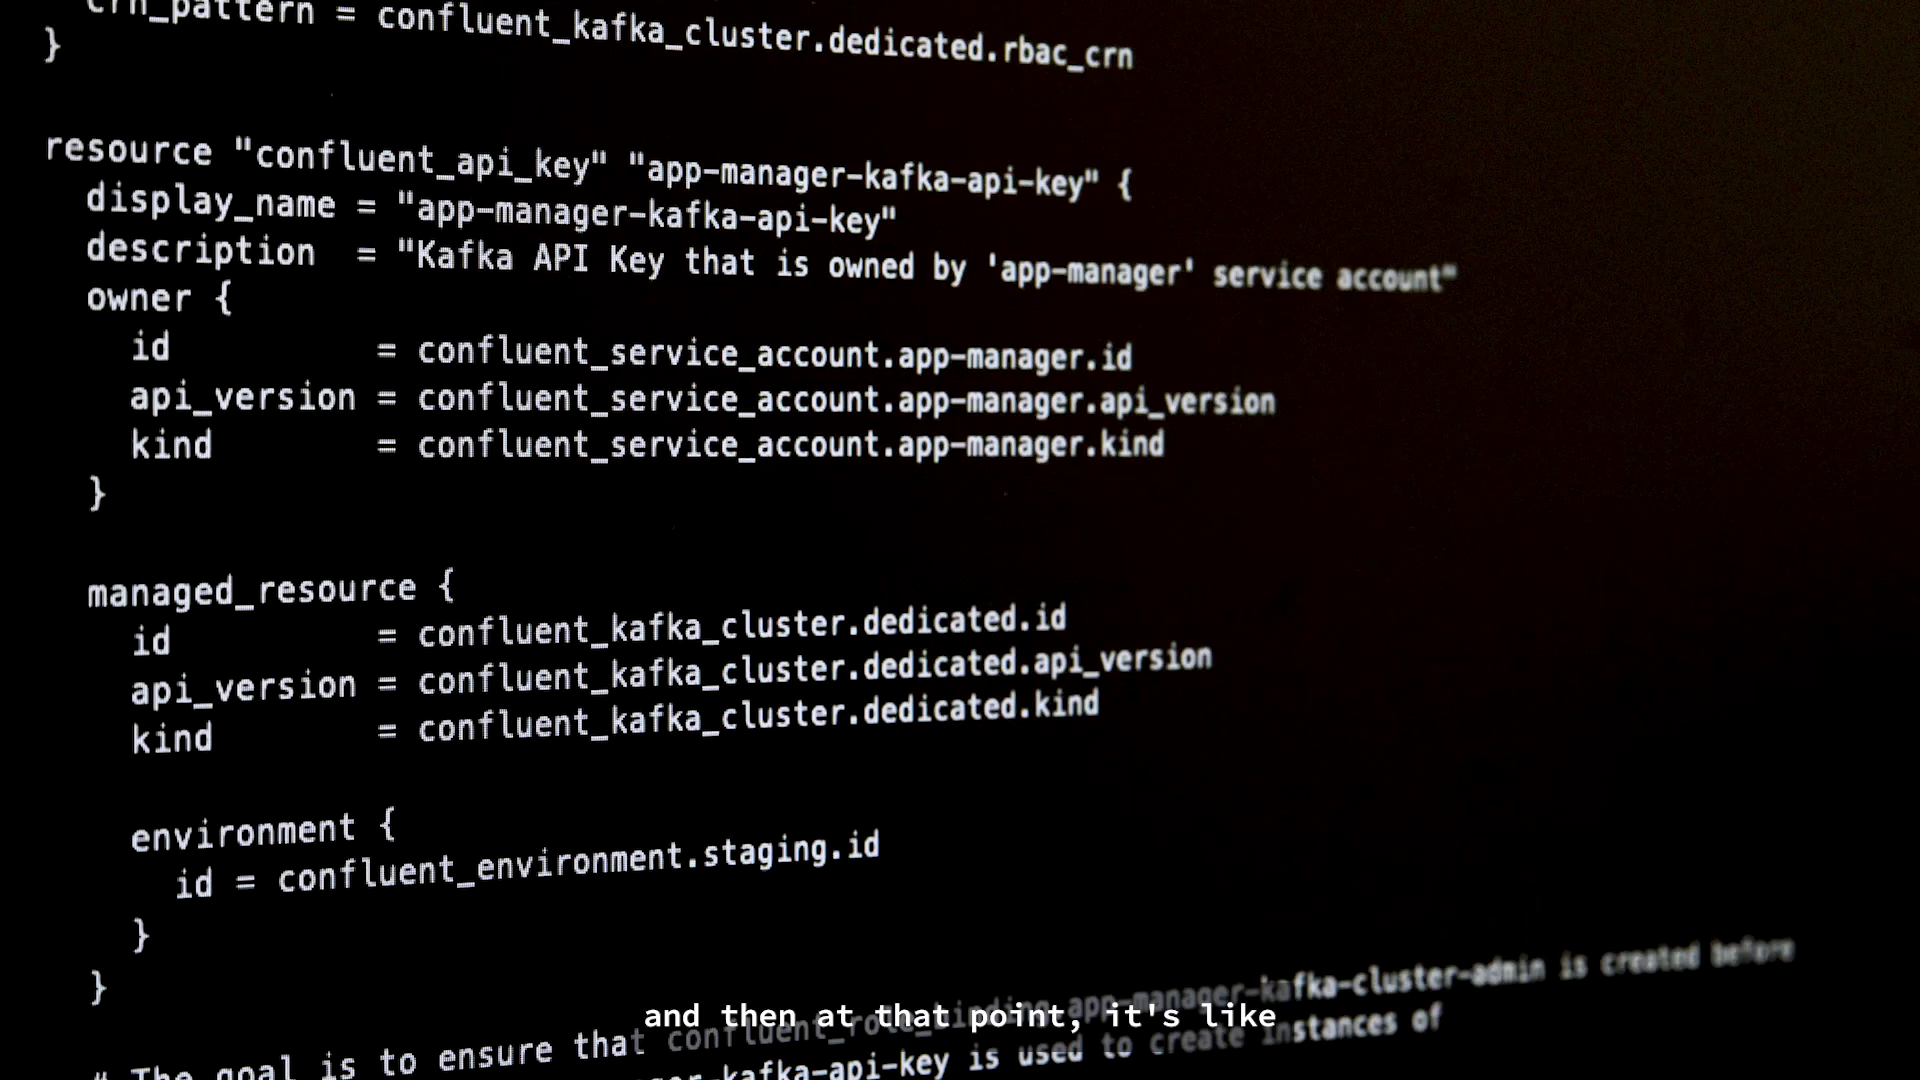 crn_pattern = confluent_kafka_cluster.dedicated.rbac_crn
}
resource "confluent_api_key" "app-manager-kafka-api-key" {
display_name = "app-manager-kafka-api-key"
description = "Kafka API Key that is owned by 'app-manager' service account"
owner {
id = confluent_service_account.app-manager.id
api_version = confluent_service_account.app-manager.api_version
kind = confluent_service_account.app-manager.kind
}
managed_resource {
id = confluent_kafka_cluster.dedicated.id
api_version = confluent_kafka_cluster.dedicated.api_version
kind = confluent_kafka_cluster.dedicated.kind
environment {
id = confluent_environment.staging.id
}
}
# The goal is to ensure that confluent_role_binding.app-manager-kafka-cluster-admin is created before
-kafka-api-key is used to create instances of
and then at that point, it's like